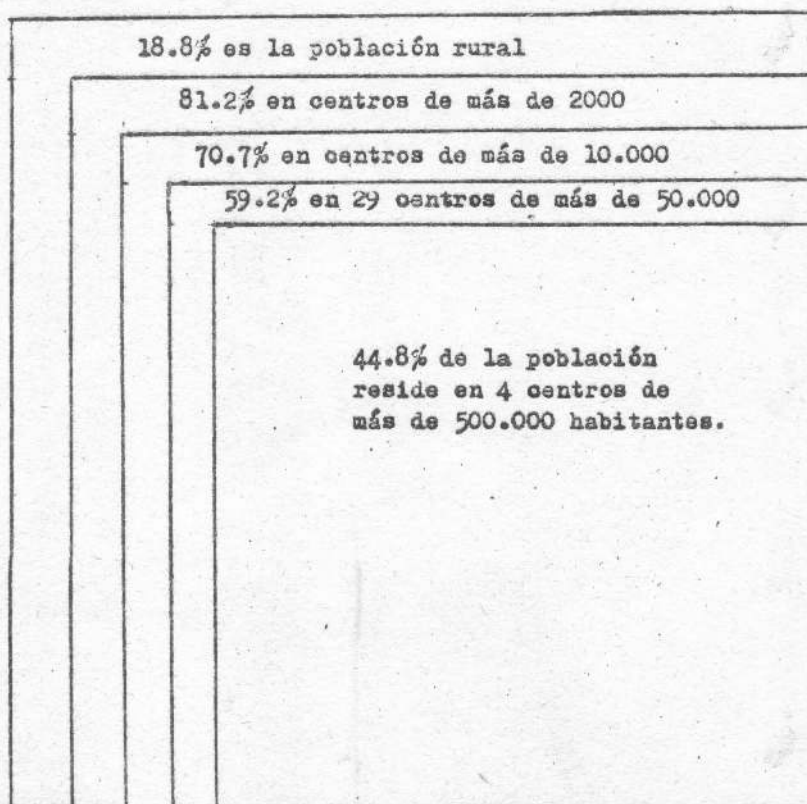 18.8% es la población rural
81.2% en centros de más de 2000
70.7% en centros de más de 10.000
59.2% en 29 centros de más de 50.000
44.8% de la población
reside en 4 centros de
más de 500.000 habitantes.